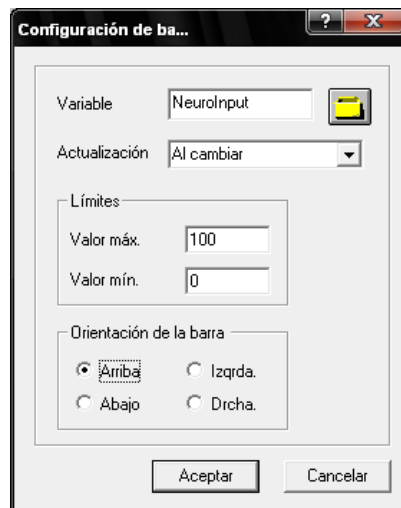 Configuración de ba...
Variable NeuroInput
Actualización Al cambiar
Límites
Valor máx. 100
Valor mín. 0
Orientación de la barra
Arriba Izqrda.
Abajo Drcha.
Aceptar Cancelar